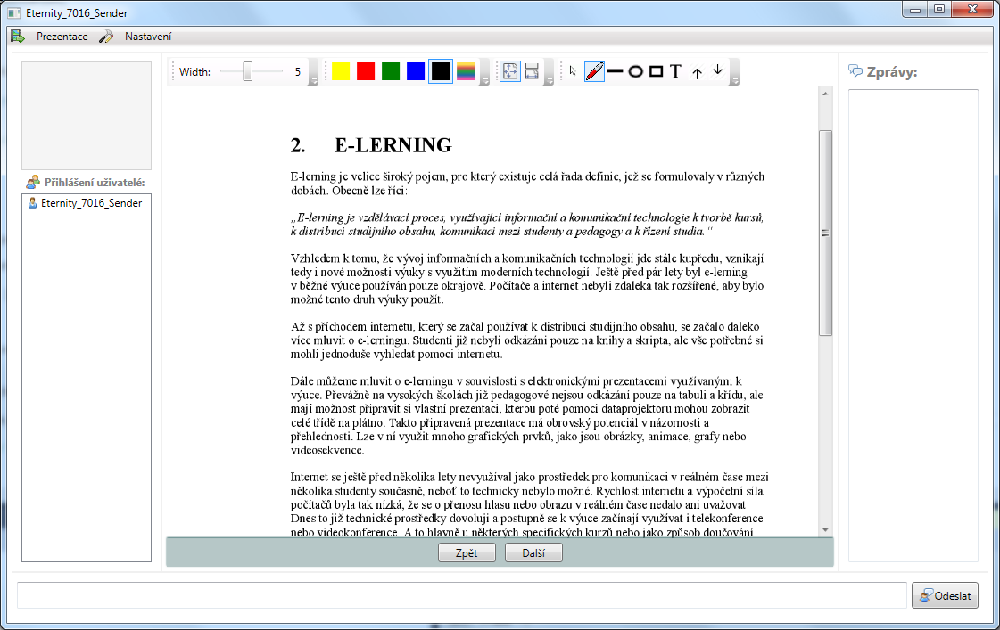 Eternity_7016_Sender
Prezentace Nastavení
Width: 5
T
Zprávy:
Přihlášení uživatelé:
Eternity_7016_Sender
2. E-LERNING
E-lerning je velice široký pojem, pro který existuje celá řada definic, jež se formulovaly v různých
dobách. Obecně lze říci:
„E-lerning je vzdělávací proces, využívající informační a komunikační technologie k tvorbě kursů,
k distribuci studijního obsahu, komunikaci mezi studenty a pedagogy a k řízení studia.“
Vzhledem k tomu, že vývoj informačních a komunikačních technologií jde stále kupředu, vznikají
tedy i nové možnosti výuky s využitím moderních technologií. Ještě před pár lety byl e-lerning
v běžné výuce používán pouze okrajově. Počítače a internet nebyli zdaleka tak rozšířené, aby bylo
možné tento druh výuky použít.
Až s příchodem internetu, který se začal používat k distribuci studijního obsahu, se začalo daleko
více mluvit o e-lerningu. Studenti již nebyli odkázáni pouze na knihy a skripta, ale vše potřebné si
mohli jednoduše vyhledat pomocí internetu.
Dále můžeme mluvit o e-lerningu v souvislosti s elektronickými prezentacemi využívanými k
výuce. Převážně na vysokých školách již pedagogové nejsou odkázání pouze na tabuli a křídu, ale
mají možnost připravit si vlastní prezentaci, kterou poté pomocí dataprojektoru mohou zobrazit
celé třídě na plátno. Takto připravená prezentace má obrovský potenciál v názornosti a
přehlednosti. Lze v ní využít mnoho grafických prvků, jako jsou obrázky, animace, grafy nebo
videosekvence.
Internet se ještě před několika lety nevyužíval jako prostředek pro komunikaci v reálném čase mezi
několika studenty současně, neboť to technicky nebylo možné. Rychlost internetu a výpočetní síla
počítačů byla tak nízká, že se o přenosu hlasu nebo obrazu v reálném čase nedalo ani uvažovat.
Dnes to již technické prostředky dovolují a postupně se k výuce začínají využívat i telekonference
nebo videokonference. A to hlavně u některých specifických kurzů nebo jako způsob doučování
Zpět Další
Odeslat